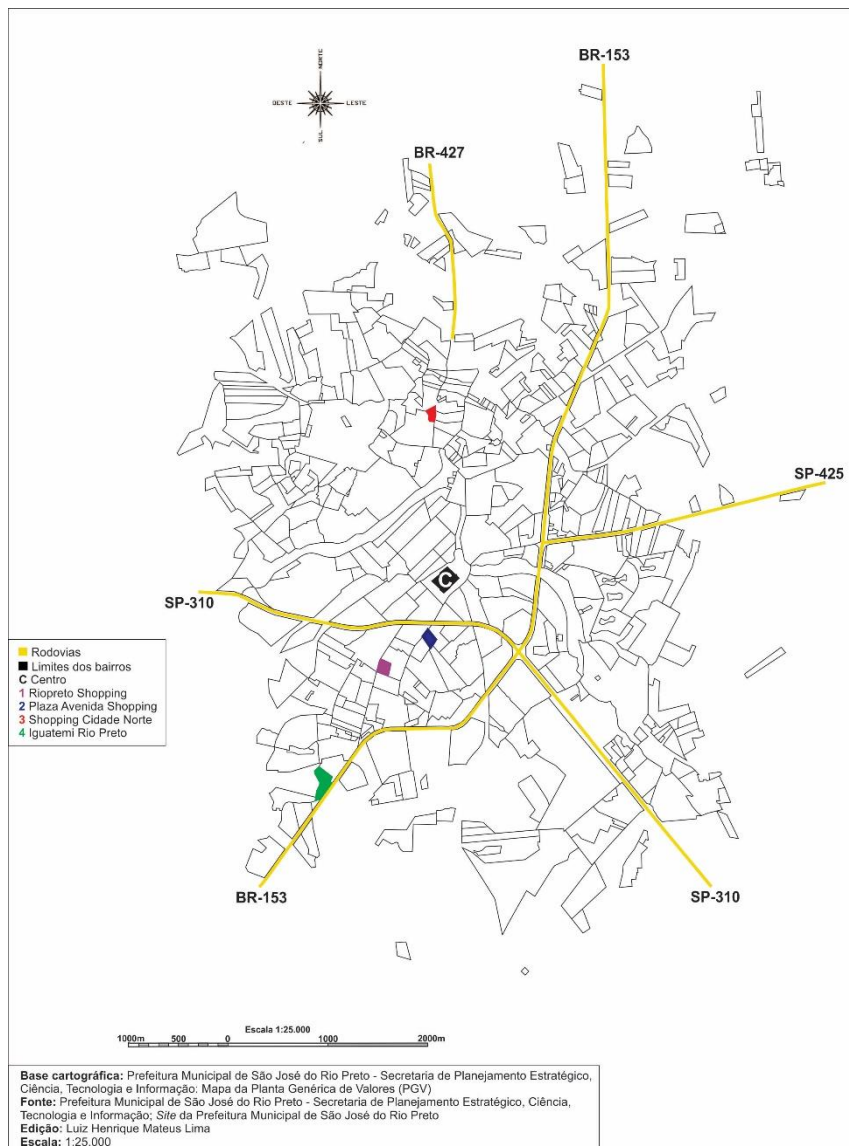 BR-153
NORTE
OESTE
LESTE
SUL
BR-427
SP-425
SP-310
Rodovias
Limites dos bairros
C Centro
1 Riopreto Shopping
2 Plaza Avenida Shopping
3 Shopping Cidade Norte
4 Iguatemi Rio Preto
C
BR-153
SP-310
Escala 1:25.000
1000m 500 0 1000 2000m
Base cartográfica: Prefeitura Municipal de São José do Rio Preto - Secretaria de Planejamento Estratégico,
Ciência, Tecnologia e Informação: Mapa da Planta Genérica de Valores (PGV)
Fonte: Prefeitura Municipal de São José do Rio Preto - Secretaria de Planejamento Estratégico, Ciência,
Tecnologia e Informação; Site da Prefeitura Municipal de São José do Rio Preto
Edição: Luiz Henrique Mateus Lima
Escala: 1:25.000